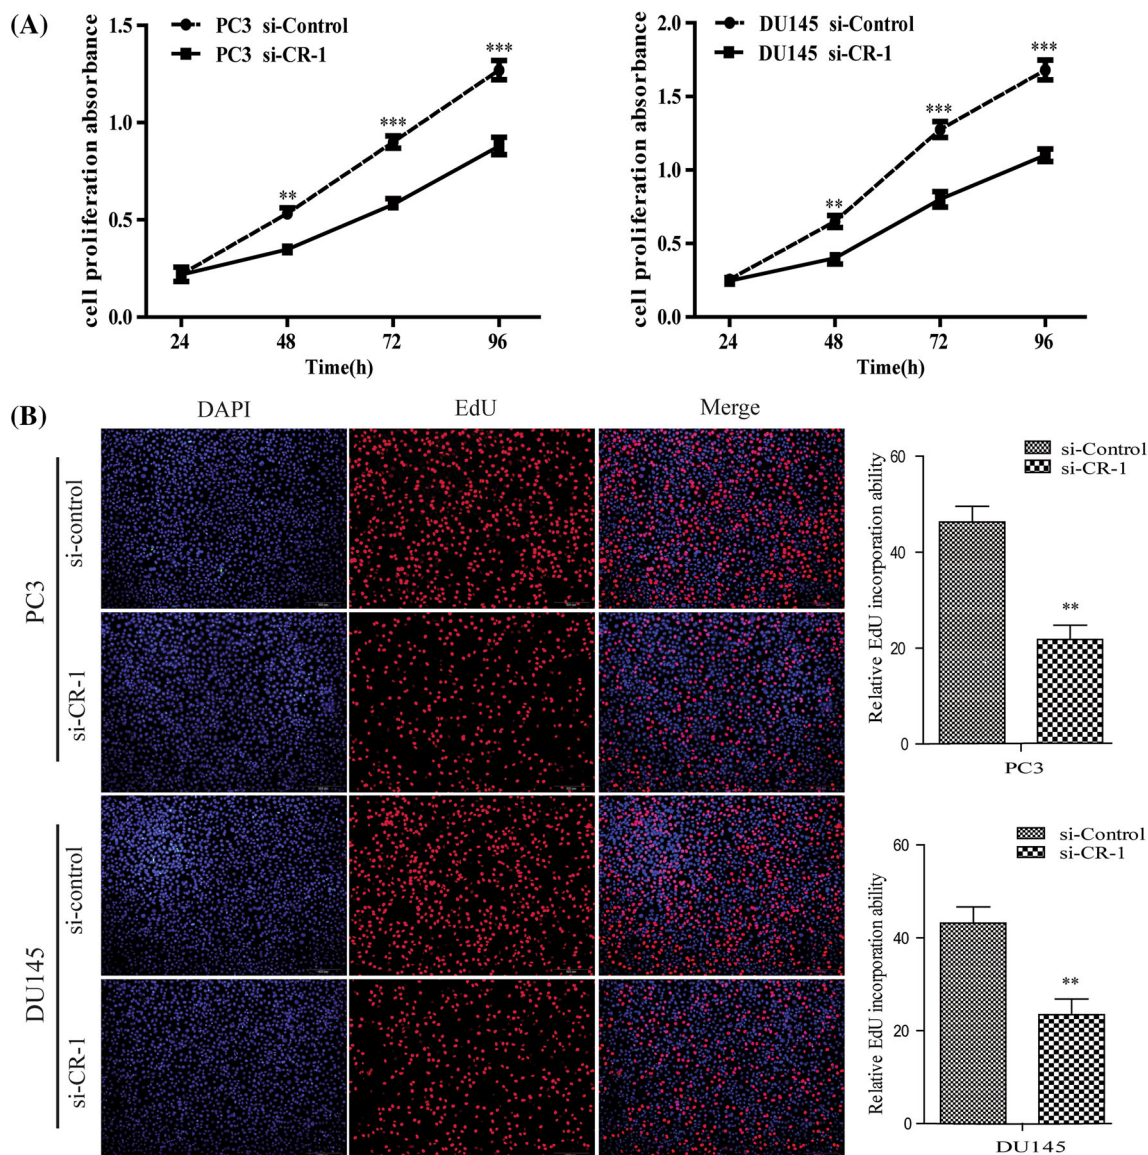 (A)
PC3 si-Control
PC3 si-CR-1
cell proliferation absorbance
1.5
1.0
0.5
0.0
**
***
***
24 48 72 96
Time(h)
DU145 si-Control
DU145 si-CR-1
cell proliferation absorbance
2.0
1.5
1.0
0.5
0.0
**
***
***
24 48 72 96
Time(h)
(B)
DAPI EdU Merge
PC3
si-control
si-CR-1
DU145
si-control
si-CR-1
si-Control
si-CR-1
Relative EdU incorporation ability
60
40
20
0
**
PC3
si-Control
si-CR-1
Relative EdU incorporation ability
60
40
20
0
**
DU145